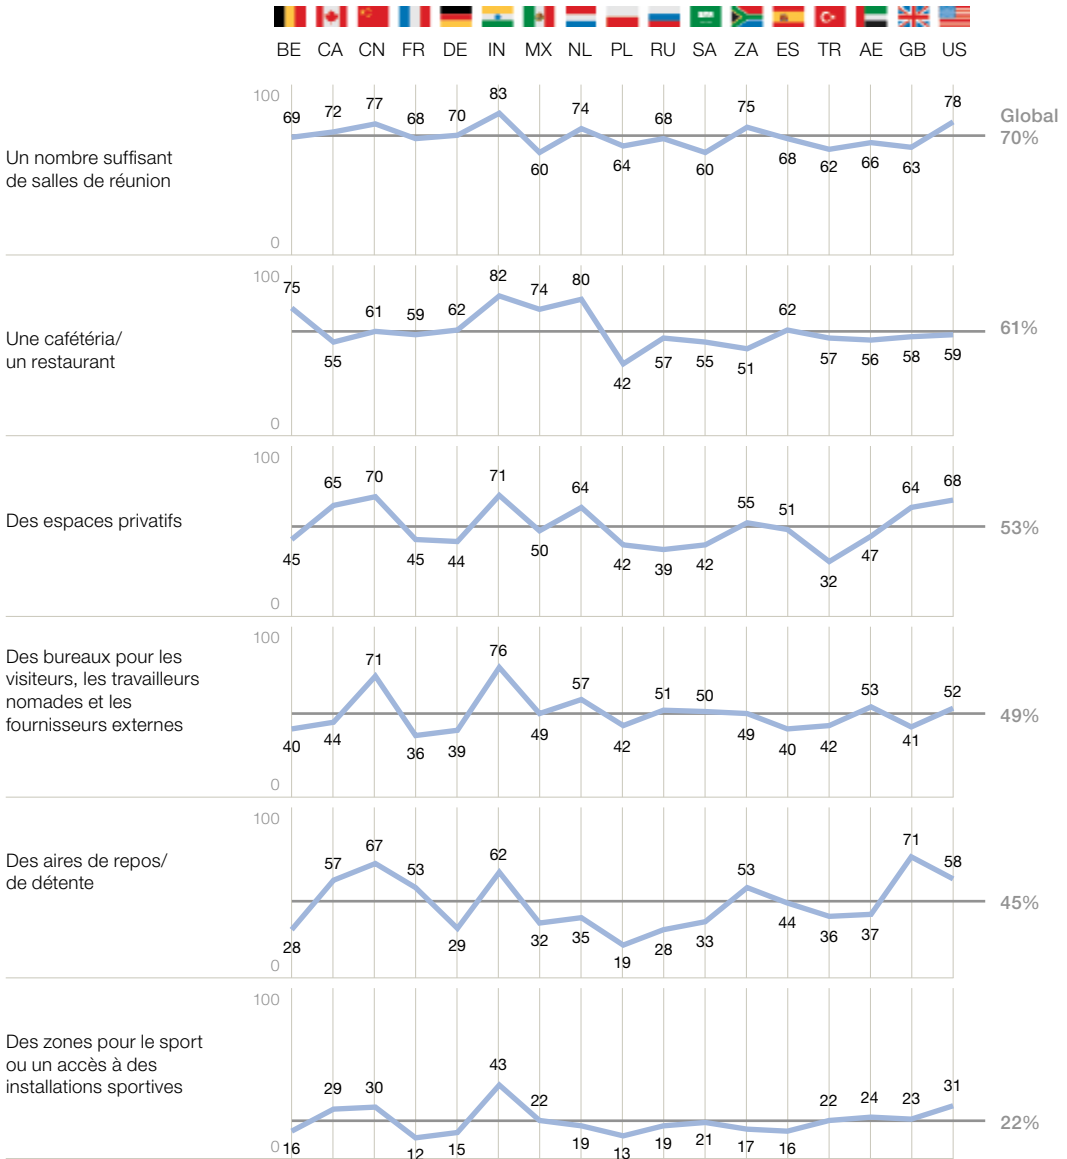 BE CA CN FR DE IN MX NL PL RU SA ZA ES TR AE GB US
Un nombre suffisant
de salles de réunion
100
0
69 72 77 68 70 83 60 74 64 68 60 75 68 62 66 63 78
Global
70%
Une cafétéria/
un restaurant
100
0
75 55 61 59 62 82 74 80 42 57 55 51 62 57 56 58 59
61%
Des espaces privatifs
100
0
45 65 70 45 44 71 50 64 42 39 42 55 51 32 47 64 68
53%
Des bureaux pour les
visiteurs, les travailleurs
nomades et les
fournisseurs externes
100
0
40 44 71 36 39 76 49 57 42 51 50 49 40 42 53 41 52
49%
Des aires de repos/
de détente
100
0
28 57 67 53 29 62 32 35 19 28 33 53 44 36 37 71 58
45%
Des zones pour le sport
ou un accès à des
installations sportives
100
0
16 29 30 12 15 43 22 19 13 19 21 17 16 22 24 23 31
22%